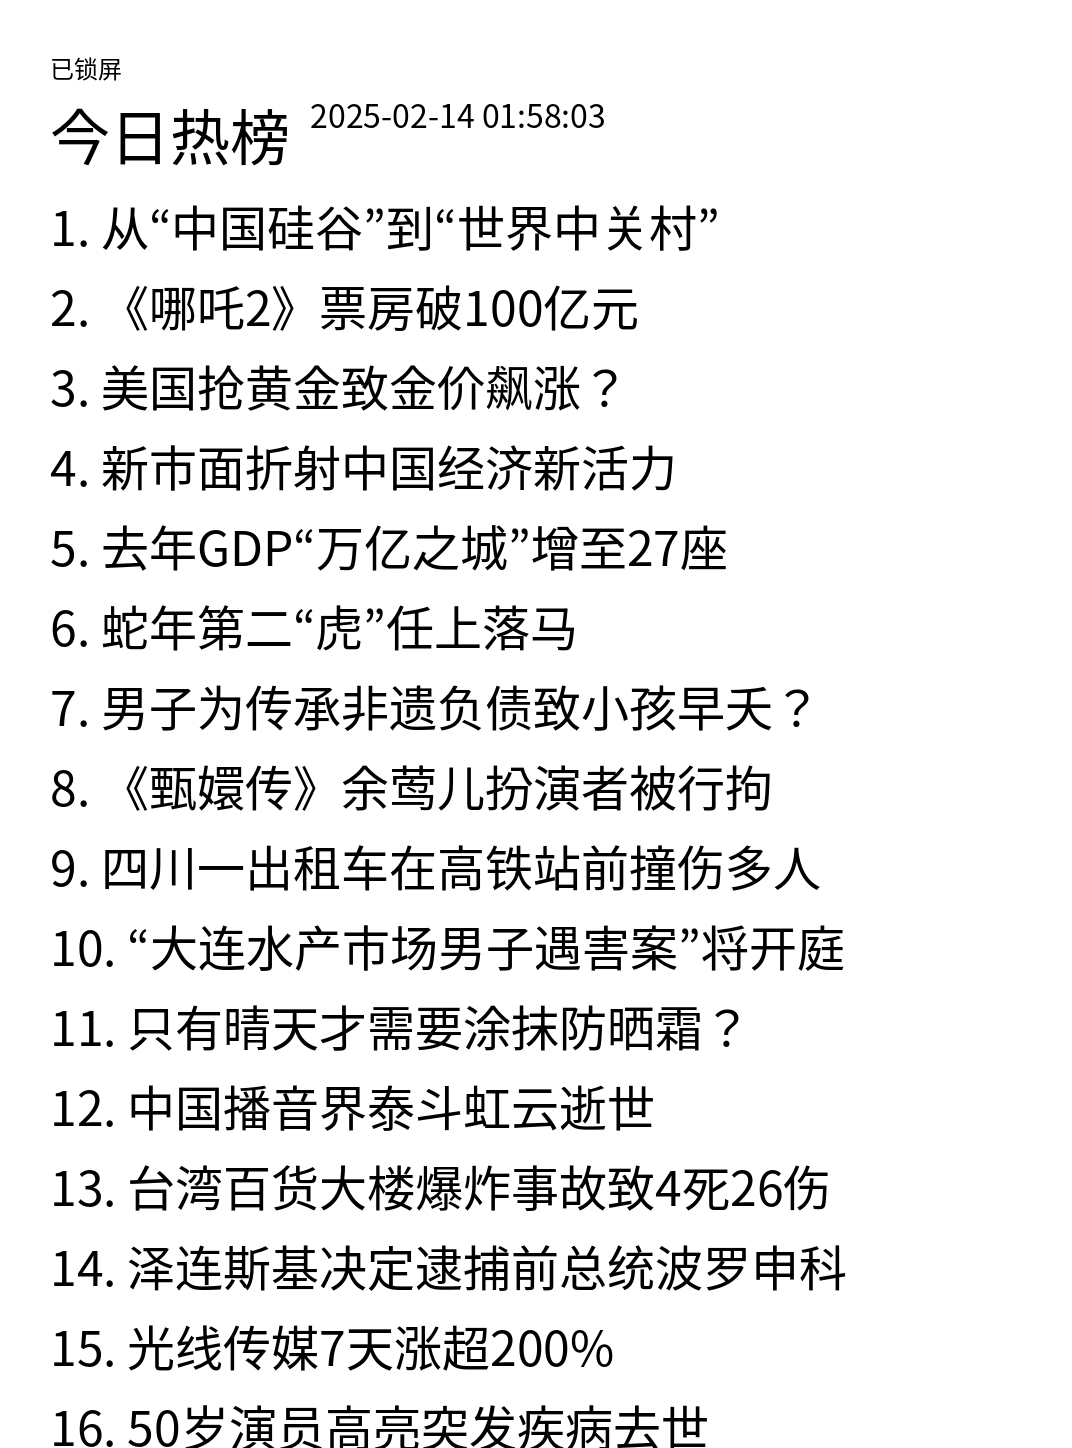 已锁屏
今日热榜 2025-02-14 01:58:03
1. 从“中国硅谷”到“世界中关村”
2. 《哪吒2》票房破100亿元
3. 美国抢黄金致金价飙涨？
4. 新市面折射中国经济新活力
5. 去年GDP“万亿之城”增至27座
6. 蛇年第二“虎”任上落马
7. 男子为传承非遗负债致小孩早夭？
8. 《甄嬛传》余莺儿扮演者被行拘
9. 四川一出租车在高铁站前撞伤多人
10. “大连水产市场男子遇害案”将开庭
11. 只有晴天才需要涂抹防晒霜？
12. 中国播音界泰斗虹云逝世
13. 台湾百货大楼爆炸事故致4死26伤
14. 泽连斯基决定逮捕前总统波罗申科
15. 光线传媒7天涨超200%
16. 50岁演员高亮突发疾病去世